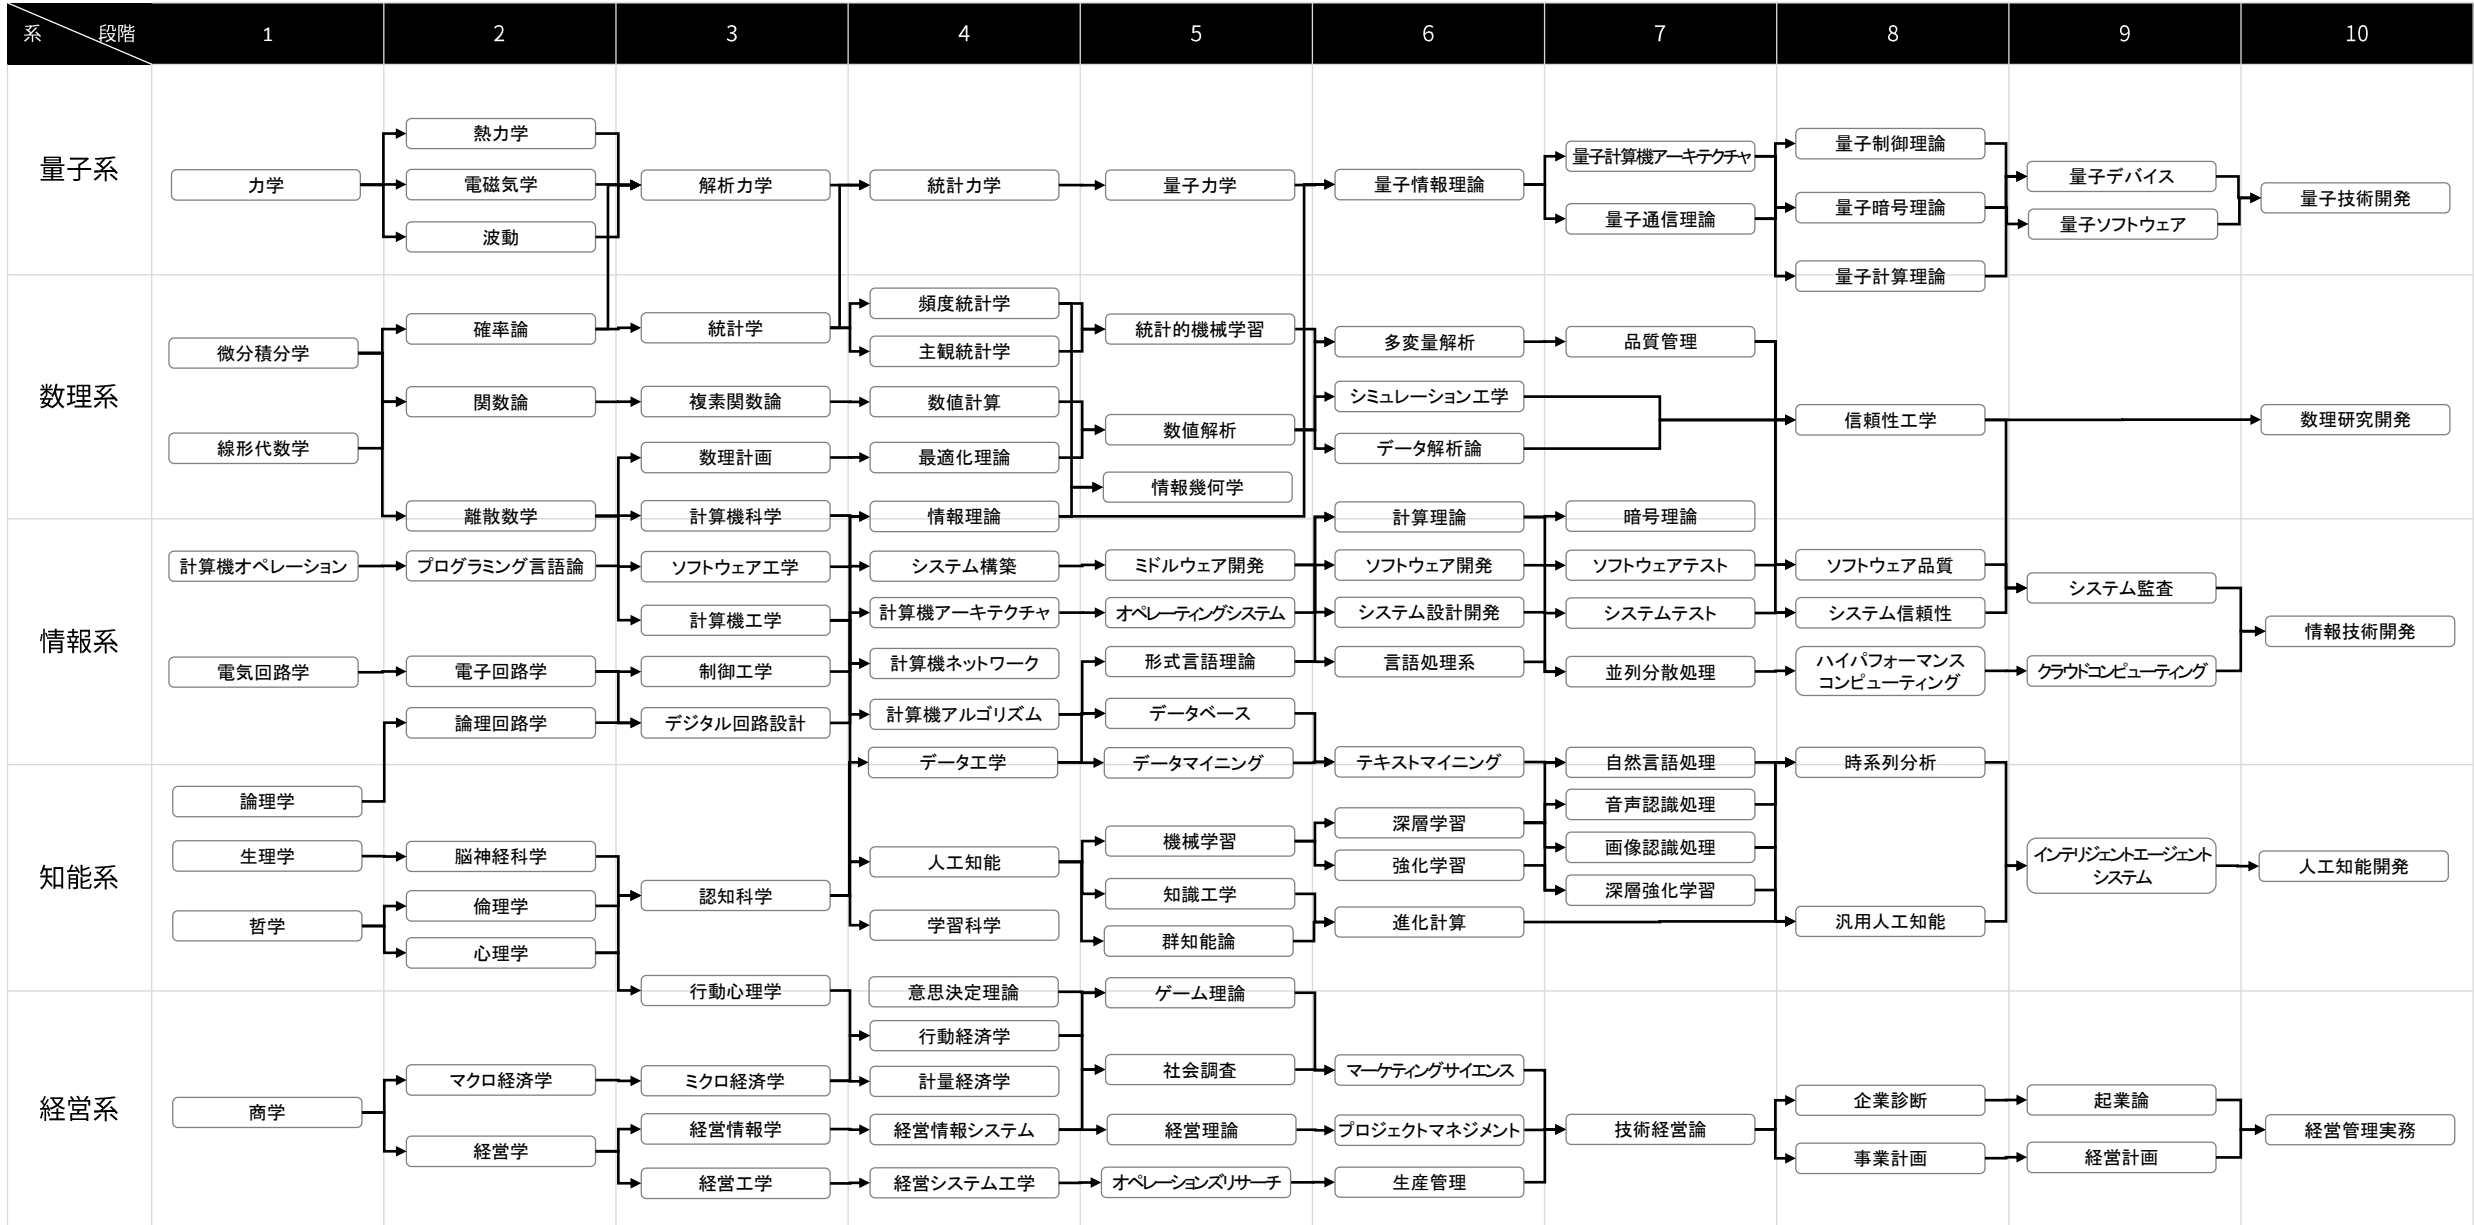 系 段階 1 2 3 4 5 6 7 8 9 10
量子系
力学
熱力学
電磁気学
波動
解析力学
統計力学
量子力学
量子情報理論
量子計算機アーキテクチャ
量子通信理論
量子制御理論
量子暗号理論
量子計算理論
量子デバイス
量子ソフトウェア
量子技術開発
数理系
微分積分学
線形代数学
確率論
関数論
離散数学
統計学
複素関数論
数理計画
計算機科学
頻度統計学
主観統計学
数値計算
最適化理論
情報理論
統計的機械学習
数値解析
情報幾何学
多変量解析
シミュレーション工学
データ解析論
計算理論
品質管理
暗号理論
信頼性工学
数理研究開発
情報系
計算機オペレーション
電気回路学
プログラミング言語論
電子回路学
論理回路学
ソフトウェア工学
計算機工学
制御工学
デジタル回路設計
システム構築
計算機アーキテクチャ
計算機ネットワーク
計算機アルゴリズム
データ工学
ミドルウェア開発
オペレーティングシステム
形式言語理論
データベース
データマイニング
ソフトウェア開発
システム設計開発
言語処理系
テキストマイニング
ソフトウェアテスト
システムテスト
並列分散処理
自然言語処理
ソフトウェア品質
システム信頼性
ハイパフォーマンス
コンピューティング
時系列分析
システム監査
クラウドコンピューティング
情報技術開発
知能系
論理学
生理学
哲学
脳神経科学
倫理学
心理学
認知科学
行動心理学
人工知能
学習科学
意思決定理論
機械学習
知識工学
群知能論
ゲーム理論
深層学習
強化学習
進化計算
音声認識処理
画像認識処理
深層強化学習
汎用人工知能
インテリジェントエージェント
システム
人工知能開発
経営系
商学
マクロ経済学
経営学
ミクロ経済学
経営情報学
経営工学
行動経済学
計量経済学
経営情報システム
経営システム工学
社会調査
経営理論
オペレーションズリサーチ
マーケティングサイエンス
プロジェクトマネジメント
生産管理
技術経営論
企業診断
事業計画
起業論
経営計画
経営管理実務